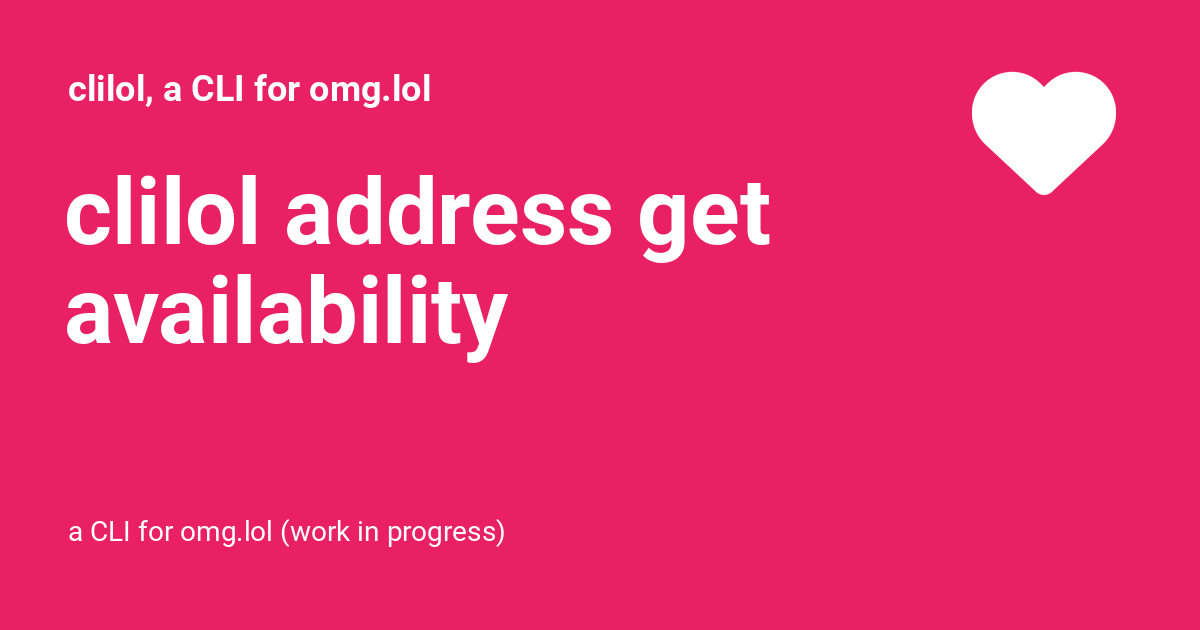 clilol, a CLI for omg.lol
clilol address get
availability
a CLI for omg.lol (work in progress)